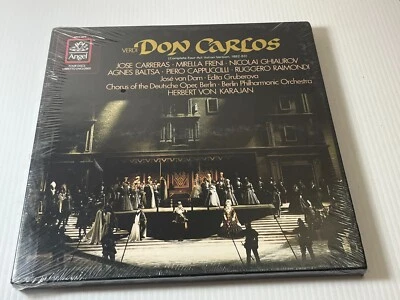 Angel
VERDI DON CARLOS
JOSE CARRERAS · MIRELLA FRENI · NICOLAI GHIAUROV
AGNES BALTSA · PIERO CAPPUCCILLI · RUGGERO RAIMONDI
José van Dam · Edita Gruberova
Chorus of the Deutsche Oper, Berlin · Berlin Philharmonic Orchestra
HERBERT VON KARAJAN